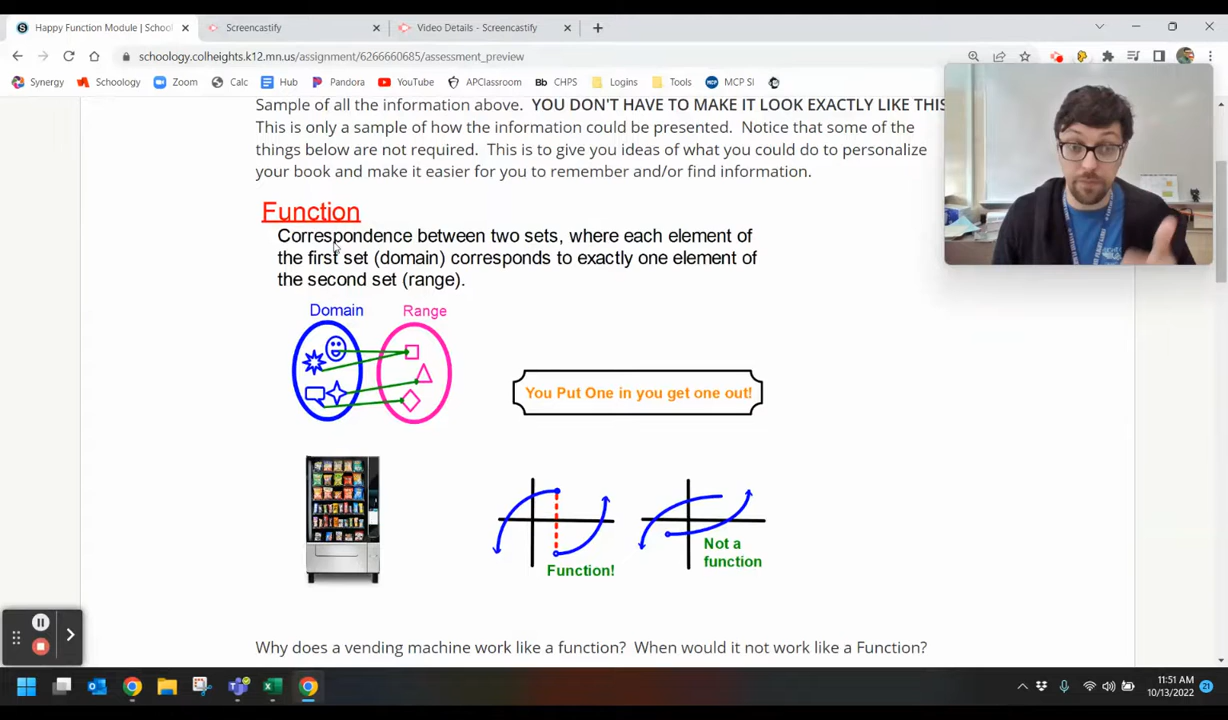 Happy Function Module | School
Screencastify
Video Details - Screencastify
schoology.colheights.k12.mn.us/assignment/6266660685/assessment_preview
Synergy
Schoology
Zoom
Calc
Hub
Pandora
YouTube
APClassroom
Bb CHPS
Logins
Tools
MCP SI
Sample of all the information above. YOU DON'T HAVE TO MAKE IT LOOK EXACTLY LIKE THIS
This is only a sample of how the information could be presented. Notice that some of the
things below are not required. This is to give you ideas of what you could do to personalize
your book and make it easier for you to remember and/or find information.
Function
Correspondence between two sets, where each element of
the first set (domain) corresponds to exactly one element of
the second set (range).
Domain
Range
You Put One in you get one out!
Function!
Not a
function
Why does a vending machine work like a function? When would it not work like a Function?
11:51 AM
10/13/2022
21